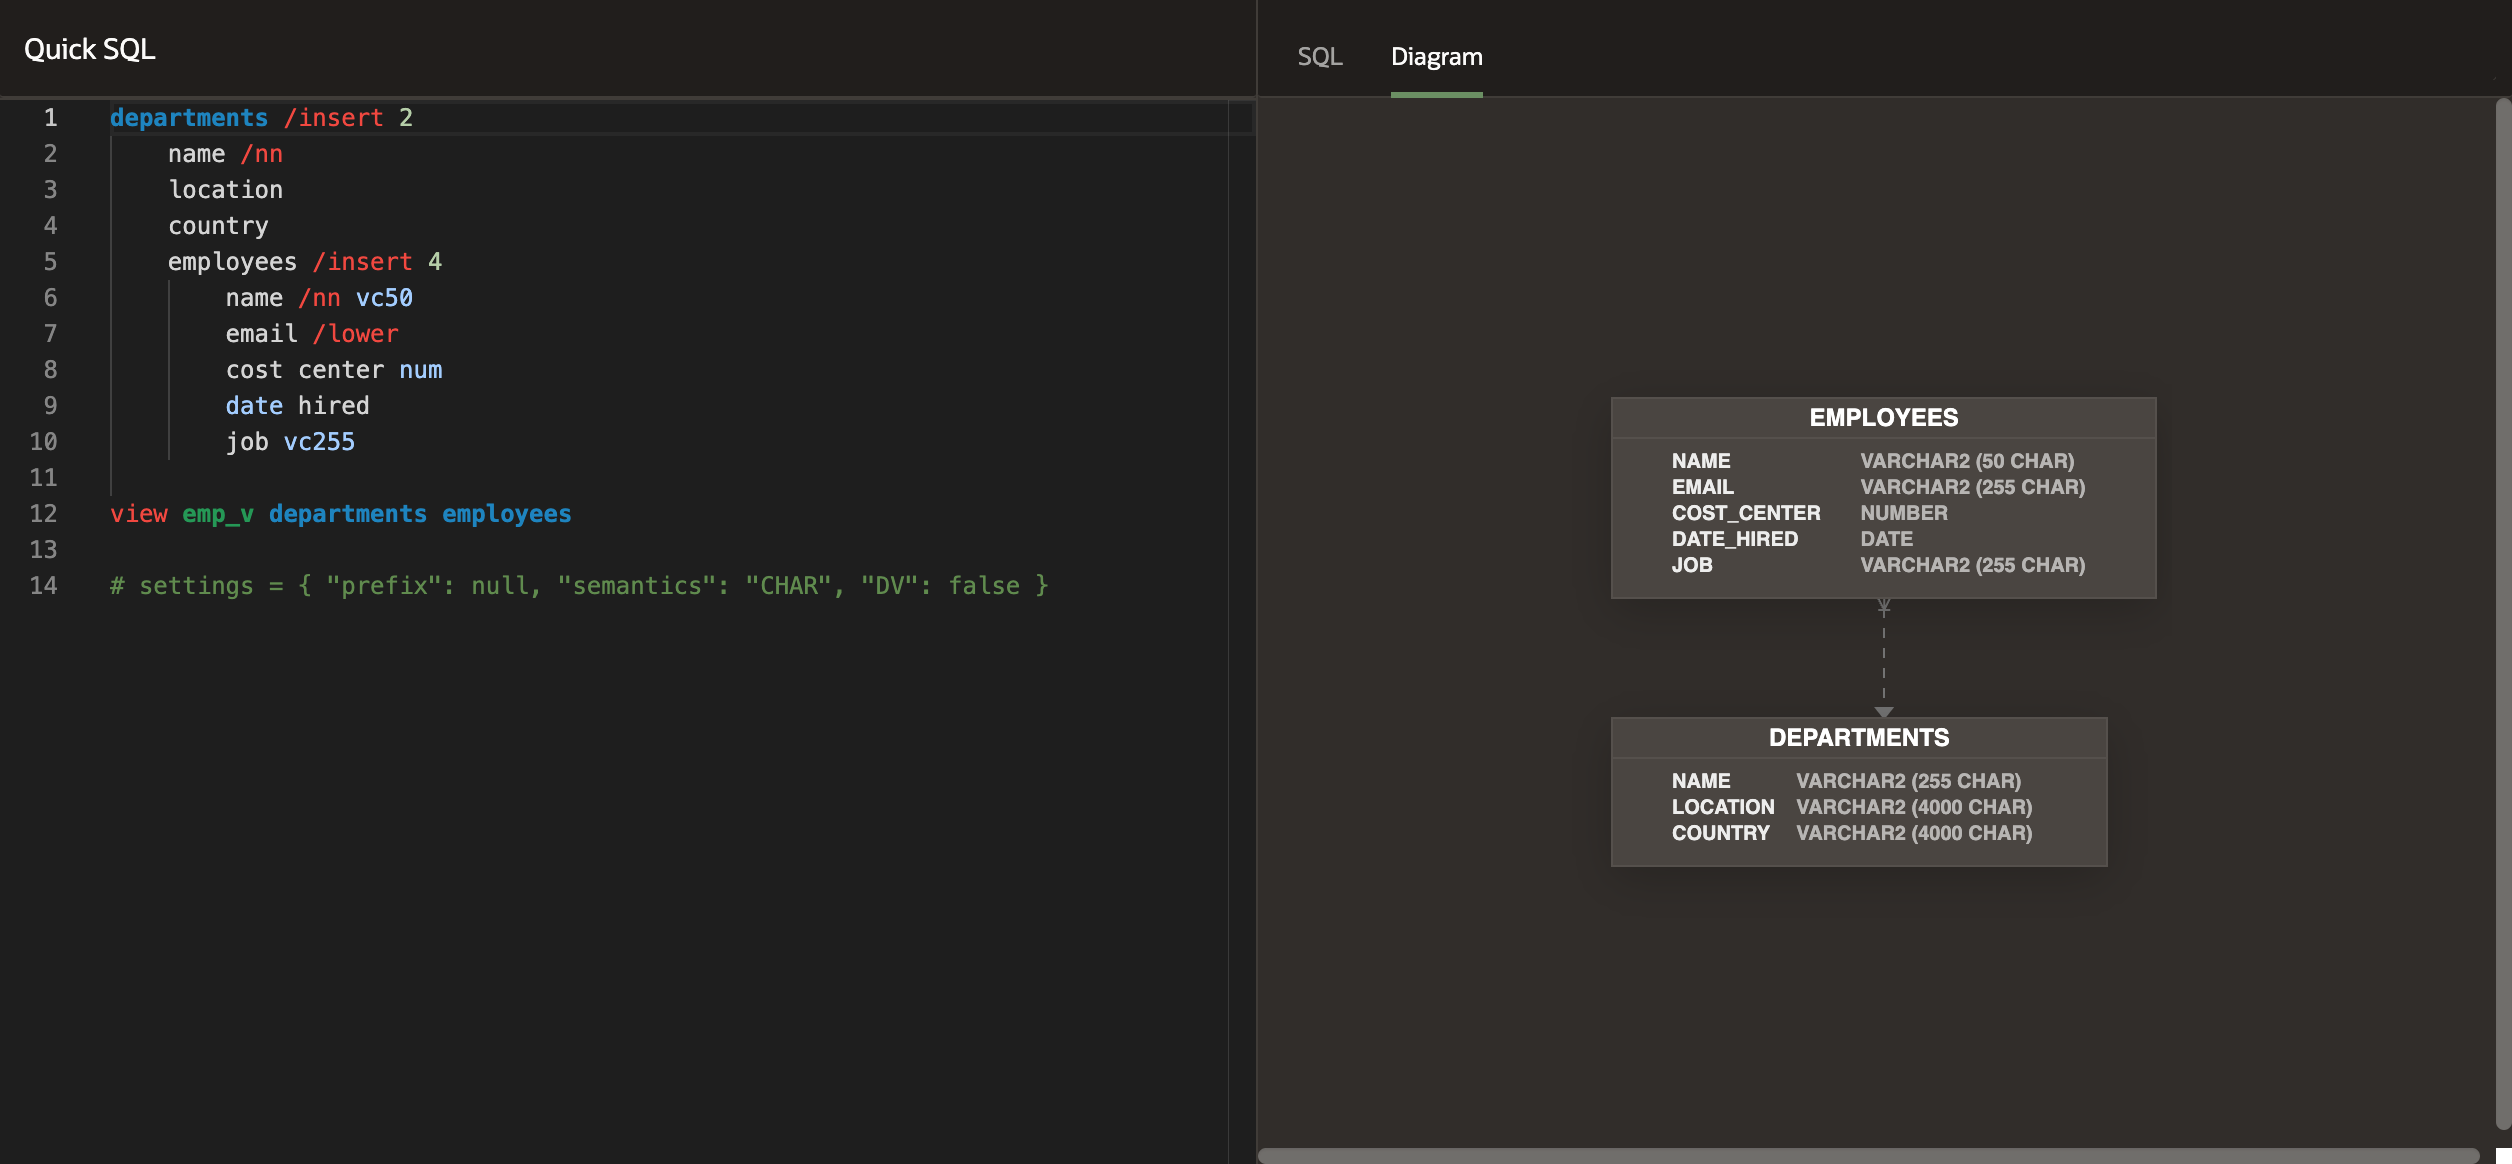 Quick SQL
SQL
Diagram
1 departments /insert 2
2 name /nn
3 location
4 country
5 employees /insert 4
6 name /nn vc50
7 email /lower
8 cost center num
9 date hired
10 job vc255
11
12 view emp_v departments employees
13
14 # settings = { "prefix": null, "semantics": "CHAR", "DV": false }
EMPLOYEES
NAME VARCHAR2 (50 CHAR)
EMAIL VARCHAR2 (255 CHAR)
COST_CENTER NUMBER
DATE_HIRED DATE
JOB VARCHAR2 (255 CHAR)
DEPARTMENTS
NAME VARCHAR2 (255 CHAR)
LOCATION VARCHAR2 (4000 CHAR)
COUNTRY VARCHAR2 (4000 CHAR)